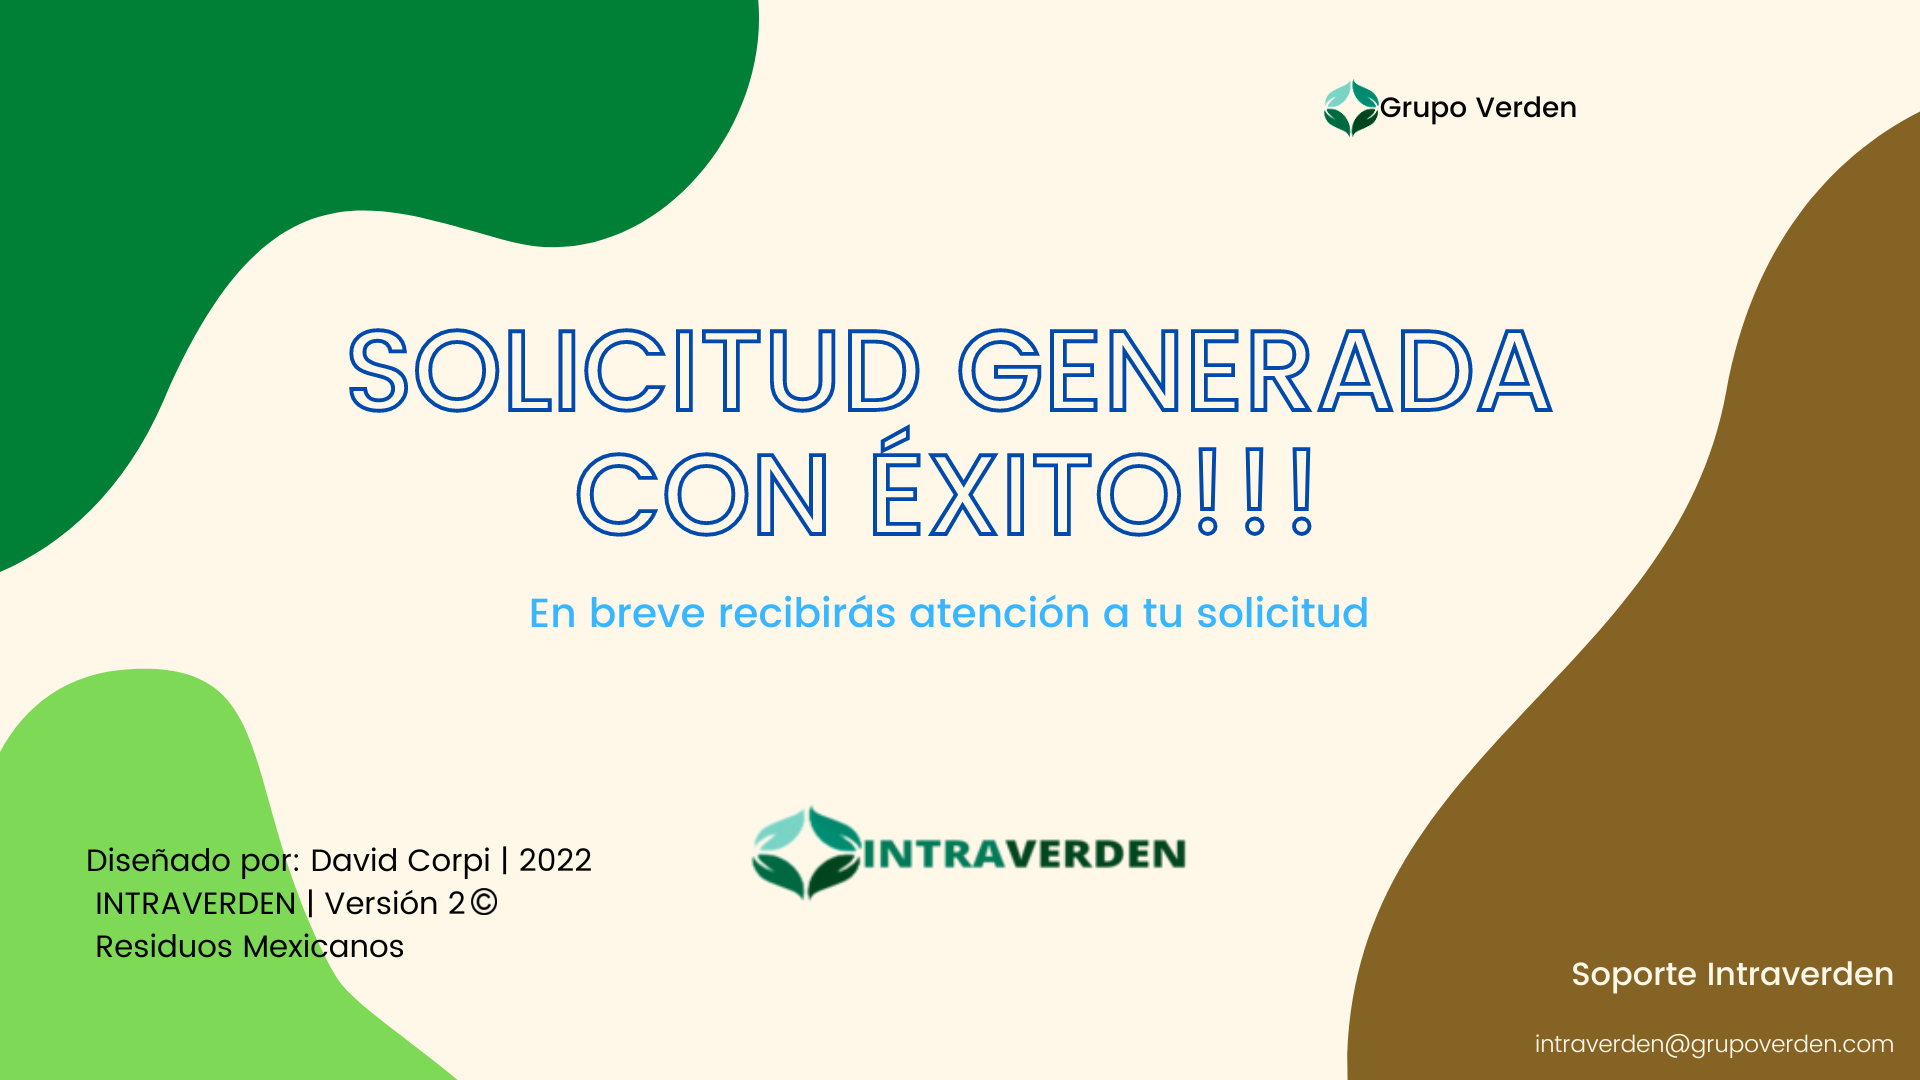 Grupo Verden
SOLICITUD GENERADA
CON ÉXITO!!!
En breve recibirás atención a tu solicitud
INTRAVERDEN
Diseñado por: David Corpi | 2022
INTRAVERDEN | Versión 2©
Residuos Mexicanos
Soporte Intraverden
intraverden@grupoverden.com